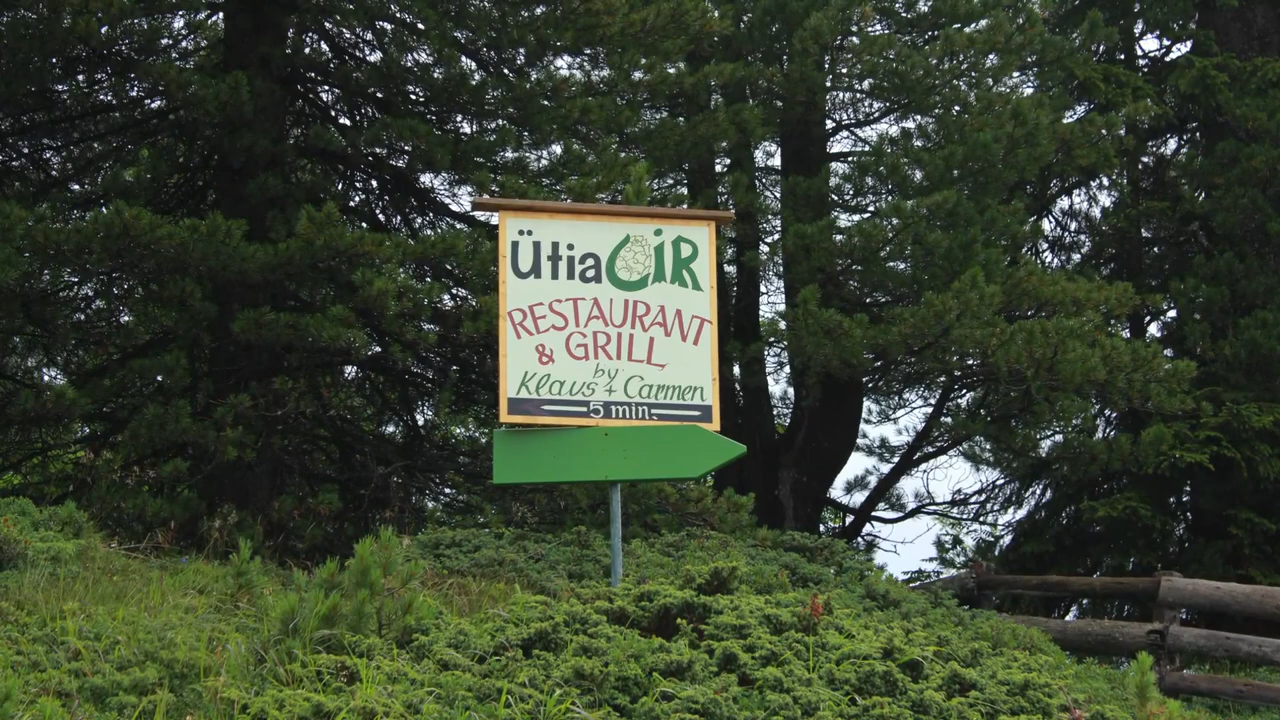 Ütia CiR
RESTAURANT
& GRILL
by
Klaus + Carmen
5 min.